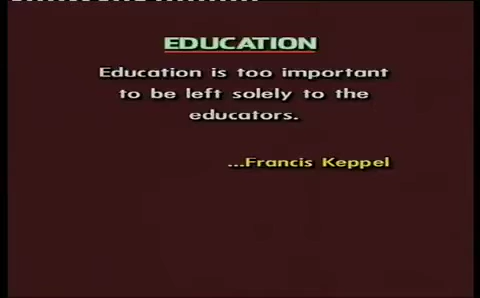 EDUCATION
Education is too important
to be left solely to the
educators.
...Francis Keppel